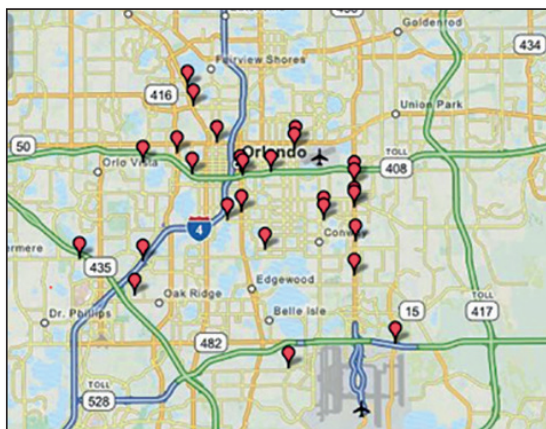 Goldenrod
434
Fairview Shores
416
Union Park
50
Orlando
TOLL
408
Orlo Vista
4
Conway
435
Edgewood
Oak Ridge
TOLL
417
Dr. Phillips
Belle Isle
15
482
TOLL
528